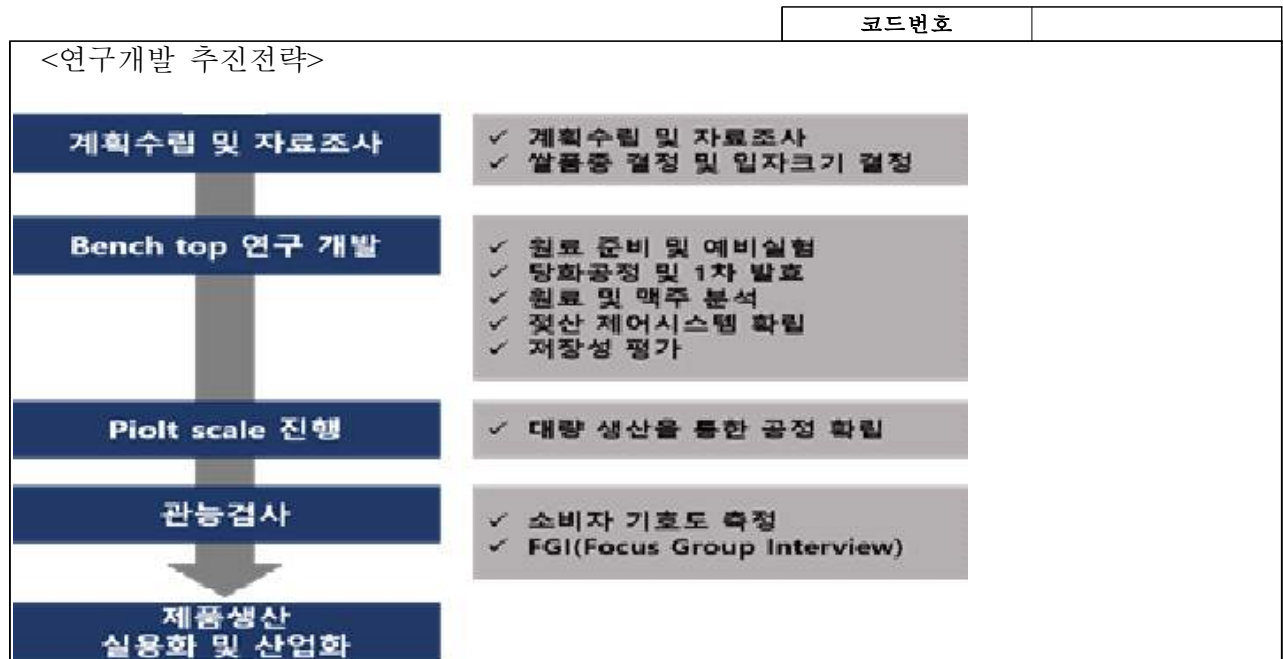 코드번호
<연구개발 추진전략>
계획수립 및 자료조사
✓ 계획수립 및 자료조사
✓ 쌀품종 결정 및 입자크기 결정
Bench top 연구 개발
✓ 원료 준비 및 예비실험
✓ 당화공정 및 1차 발효
✓ 원료 및 맥주 분석
✓ 젖산 제어시스템 확립
✓ 저장성 평가
Piolt scale 진행
✓ 대량 생산을 통한 공정 확립
관능검사
✓ 소비자 기호도 측정
✓ FGI(Focus Group Interview)
제품생산
실용화 및 산업화